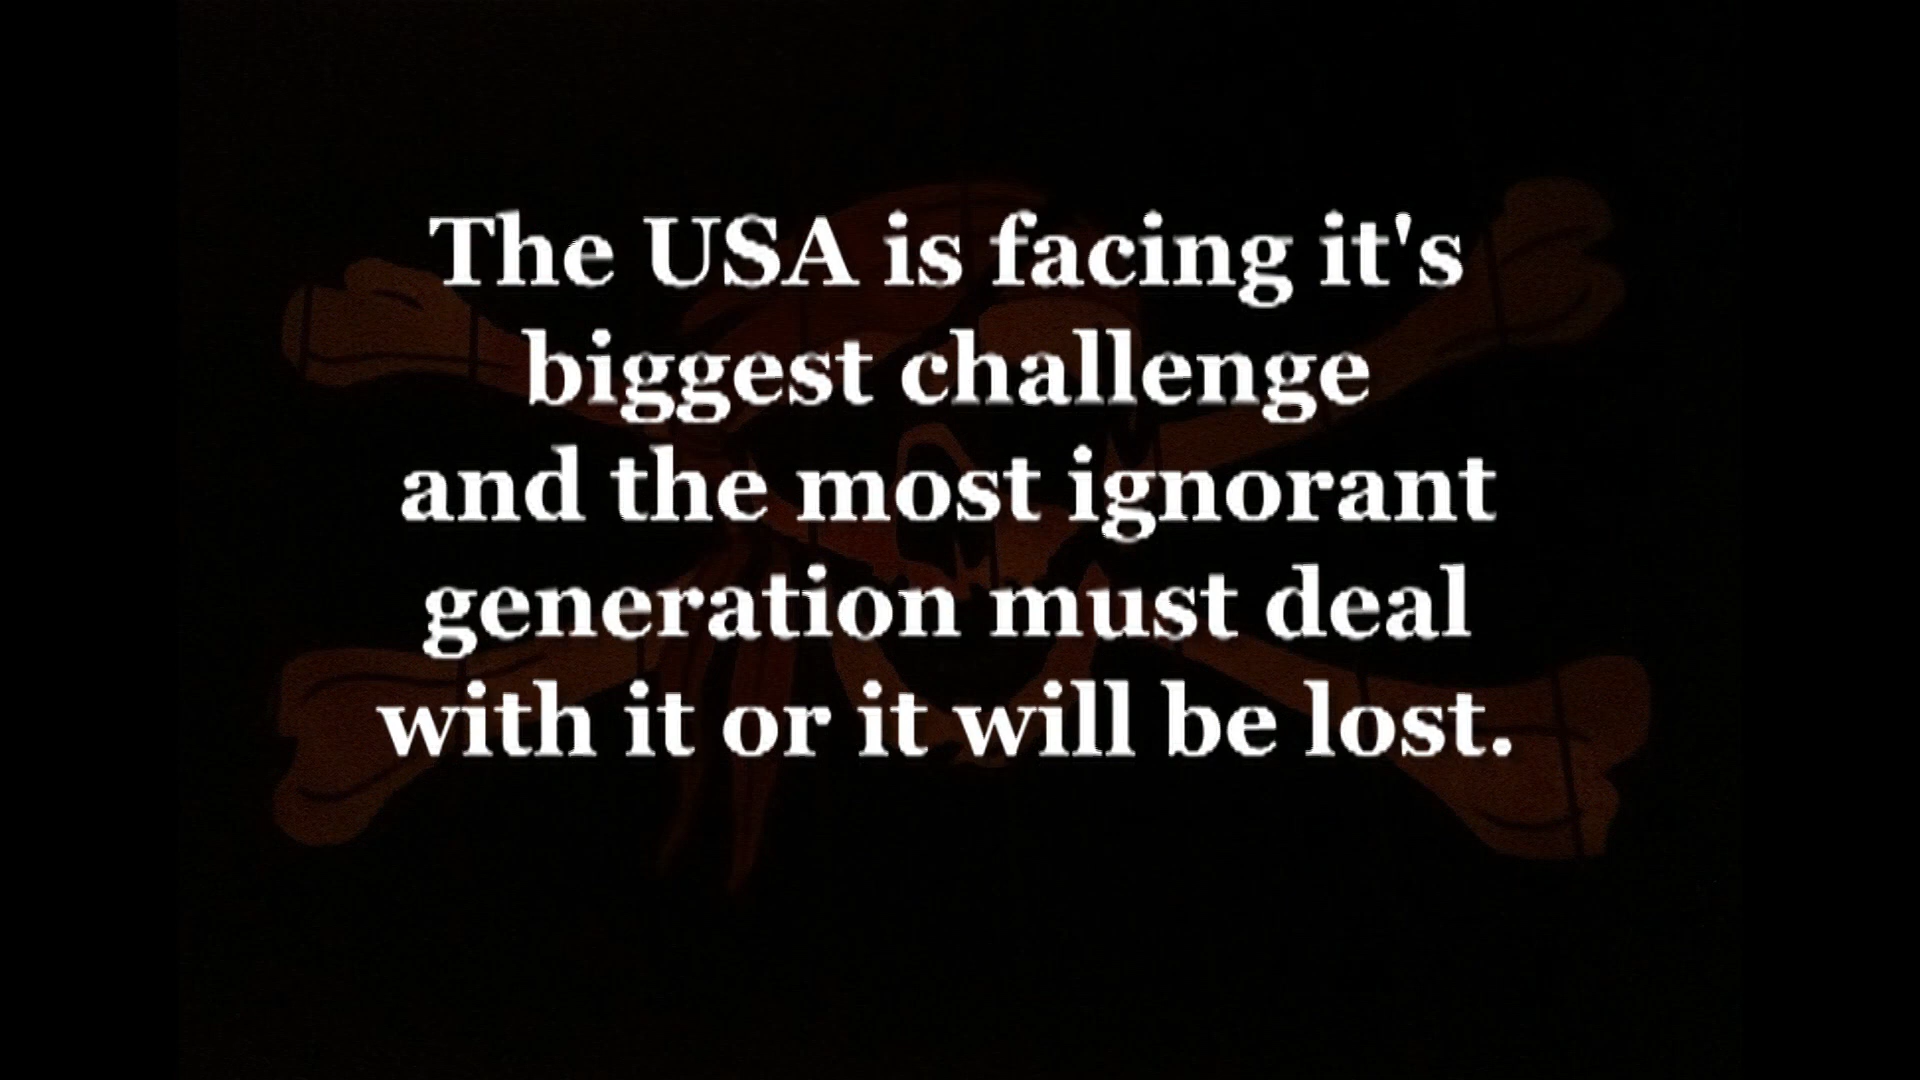 The USA is facing it's
biggest challenge
and the most ignorant
generation must deal
with it or it will be lost.